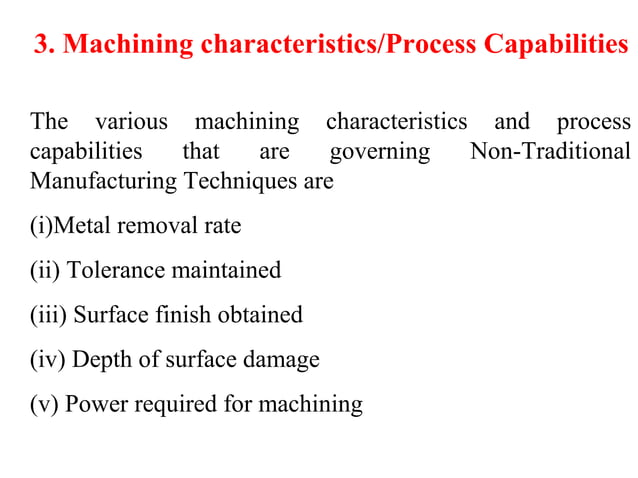 3. Machining characteristics/Process Capabilities
The various machining characteristics and process
capabilities that are governing Non-Traditional
Manufacturing Techniques are
(i)Metal removal rate
(ii) Tolerance maintained
(iii) Surface finish obtained
(iv) Depth of surface damage
(v) Power required for machining